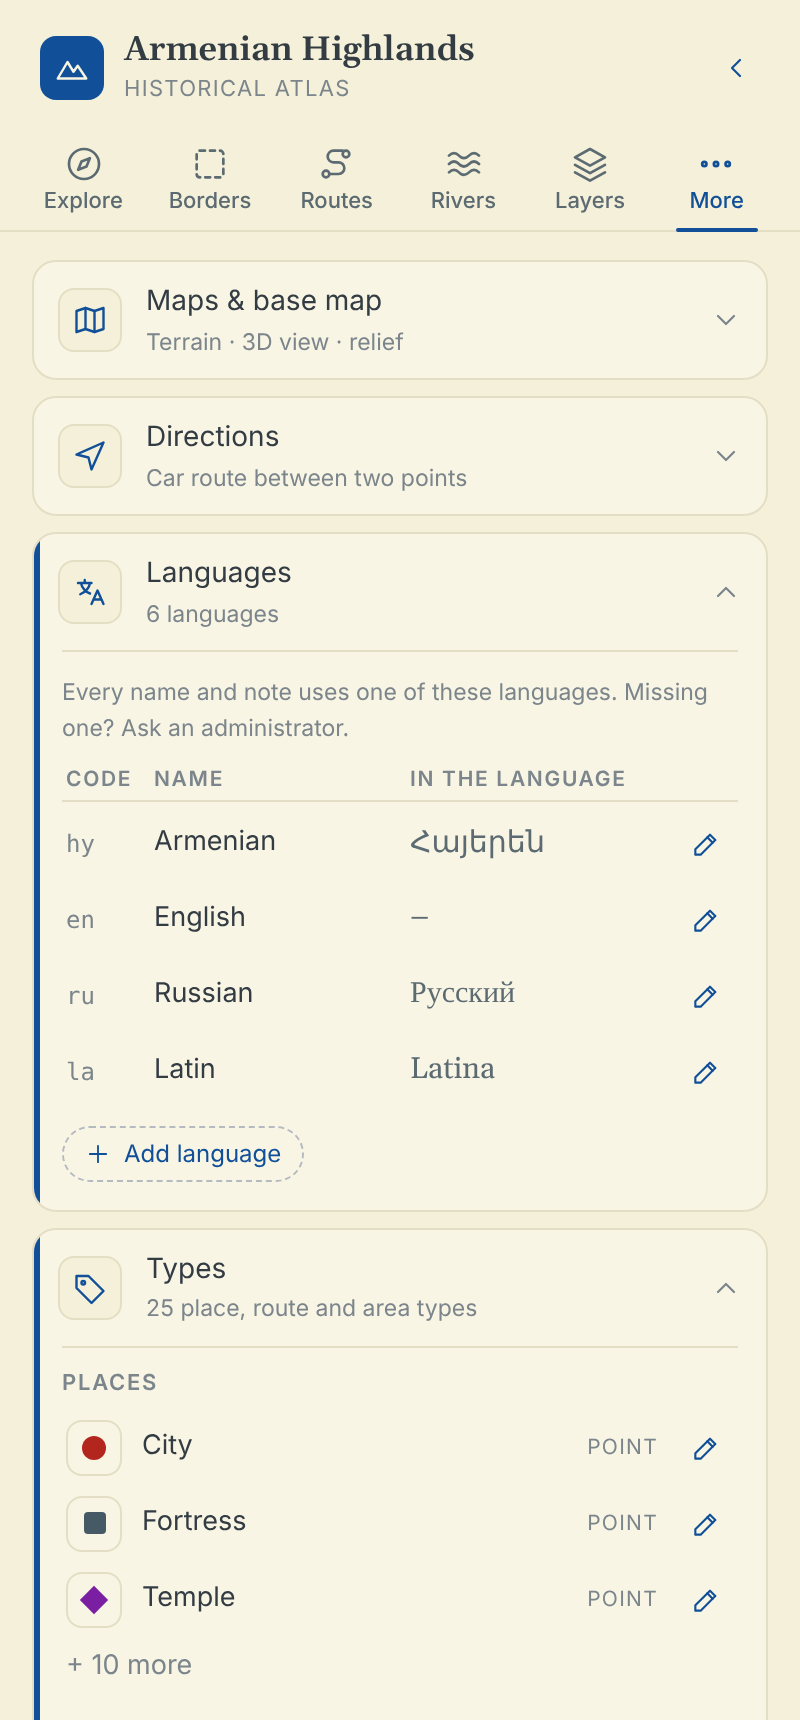 Armenian Highlands
HISTORICAL ATLAS
Explore Borders Routes Rivers Layers More
Maps & base map
Terrain · 3D view · relief
Directions
Car route between two points
Languages
6 languages
Every name and note uses one of these languages. Missing
one? Ask an administrator.
CODE NAME IN THE LANGUAGE
hy Armenian Հայերեն
en English –
ru Russian Русский
la Latin Latina
+ Add language
Types
25 place, route and area types
PLACES
City POINT
Fortress POINT
Temple POINT
+ 10 more